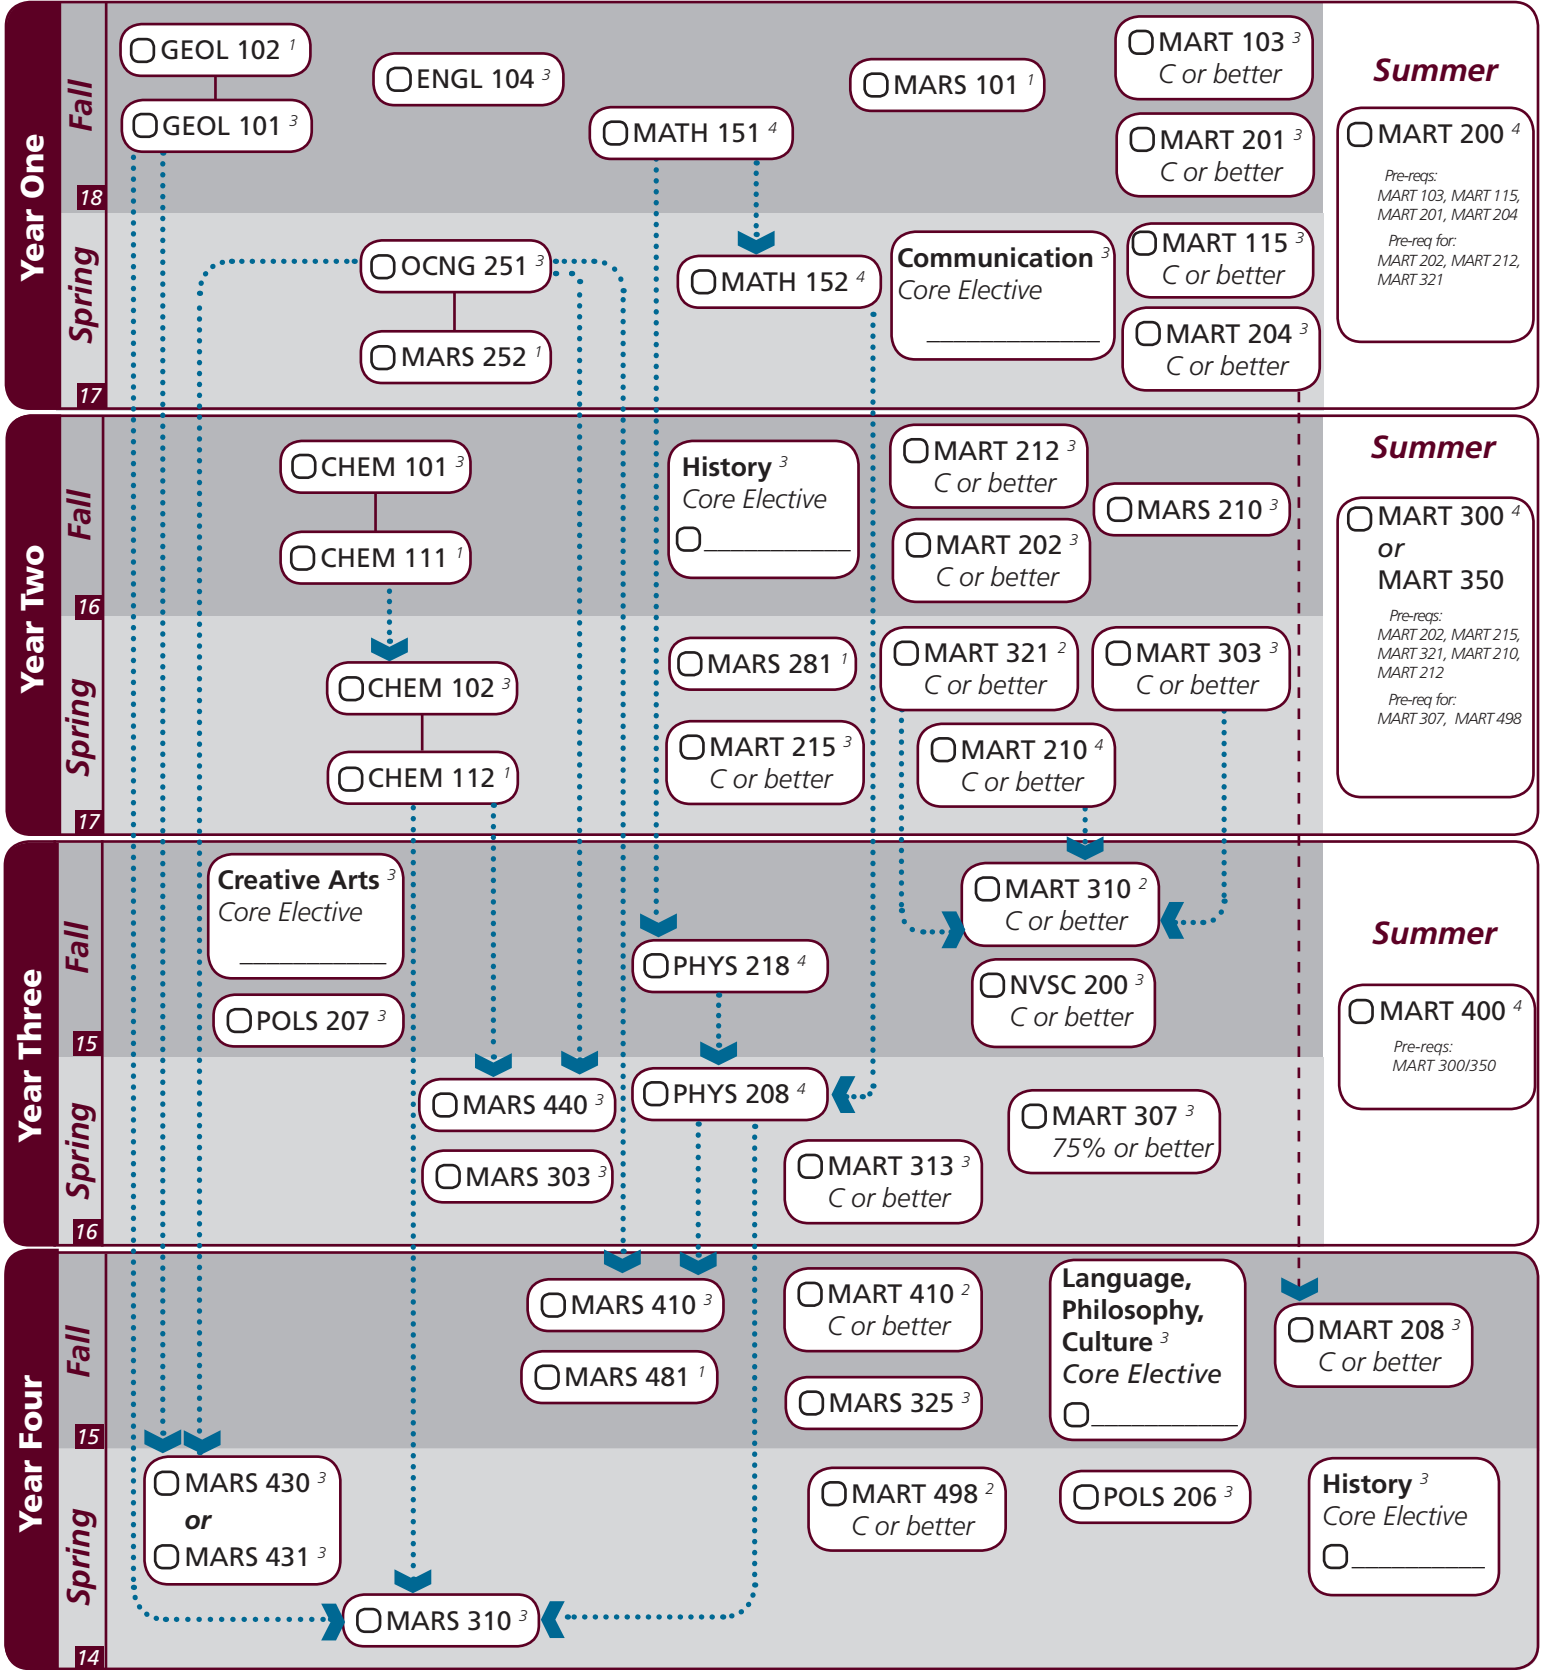 Year One
Fall
18
GEOL 102 1
GEOL 101 3
ENGL 104 3
MATH 151 4
MARS 101 1
MART 103 3
C or better
MART 201 3
C or better
Spring
17
OCNG 251 3
MARS 252 1
MATH 152 4
Communication 3
Core Elective
MART 115 3
C or better
MART 204 3
C or better
Summer
MART 200 4
Pre-reqs:
MART 103, MART 115,
MART 201, MART 204
Pre-req for:
MART 202, MART 212,
MART 321
Year Two
Fall
16
CHEM 101 3
CHEM 111 1
History 3
Core Elective
MART 212 3
C or better
MART 202 3
C or better
MARS 210 3
Spring
17
CHEM 102 3
CHEM 112 1
MARS 281 1
MART 215 3
C or better
MART 321 2
C or better
MART 303 3
C or better
MART 210 4
C or better
Summer
MART 300 4
or
MART 350
Pre-reqs:
MART 202, MART 215,
MART 321, MART 210,
MART 212
Pre-req for:
MART 307, MART 498
Year Three
Fall
15
Creative Arts 3
Core Elective
POLS 207 3
PHYS 218 4
MART 310 2
C or better
NVSC 200 3
C or better
Spring
16
MARS 440 3
MARS 303 3
PHYS 208 4
MART 313 3
C or better
MART 307 3
75% or better
Summer
MART 400 4
Pre-reqs:
MART 300/350
Year Four
Fall
15
MARS 410 3
MARS 481 1
MART 410 2
C or better
MARS 325 3
Language,
Philosophy,
Culture 3
Core Elective
MART 208 3
C or better
Spring
14
MARS 430 3
or
MARS 431 3
MARS 310 3
MART 498 2
C or better
POLS 206 3
History 3
Core Elective